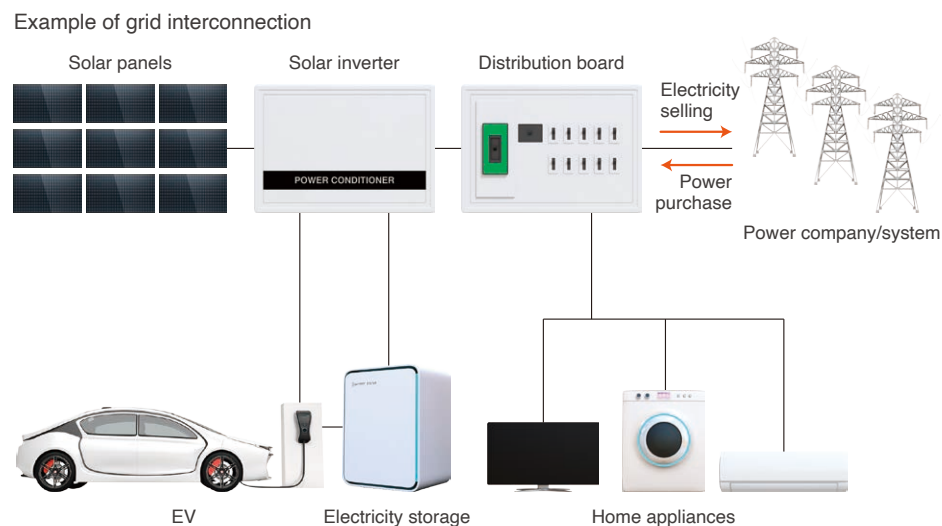 Example of grid interconnection
Solar panels
Solar inverter
Distribution board
Electricity
selling
POWER CONDITIONER
Power
purchase
Power company/system
EV
Electricity storage
Home appliances